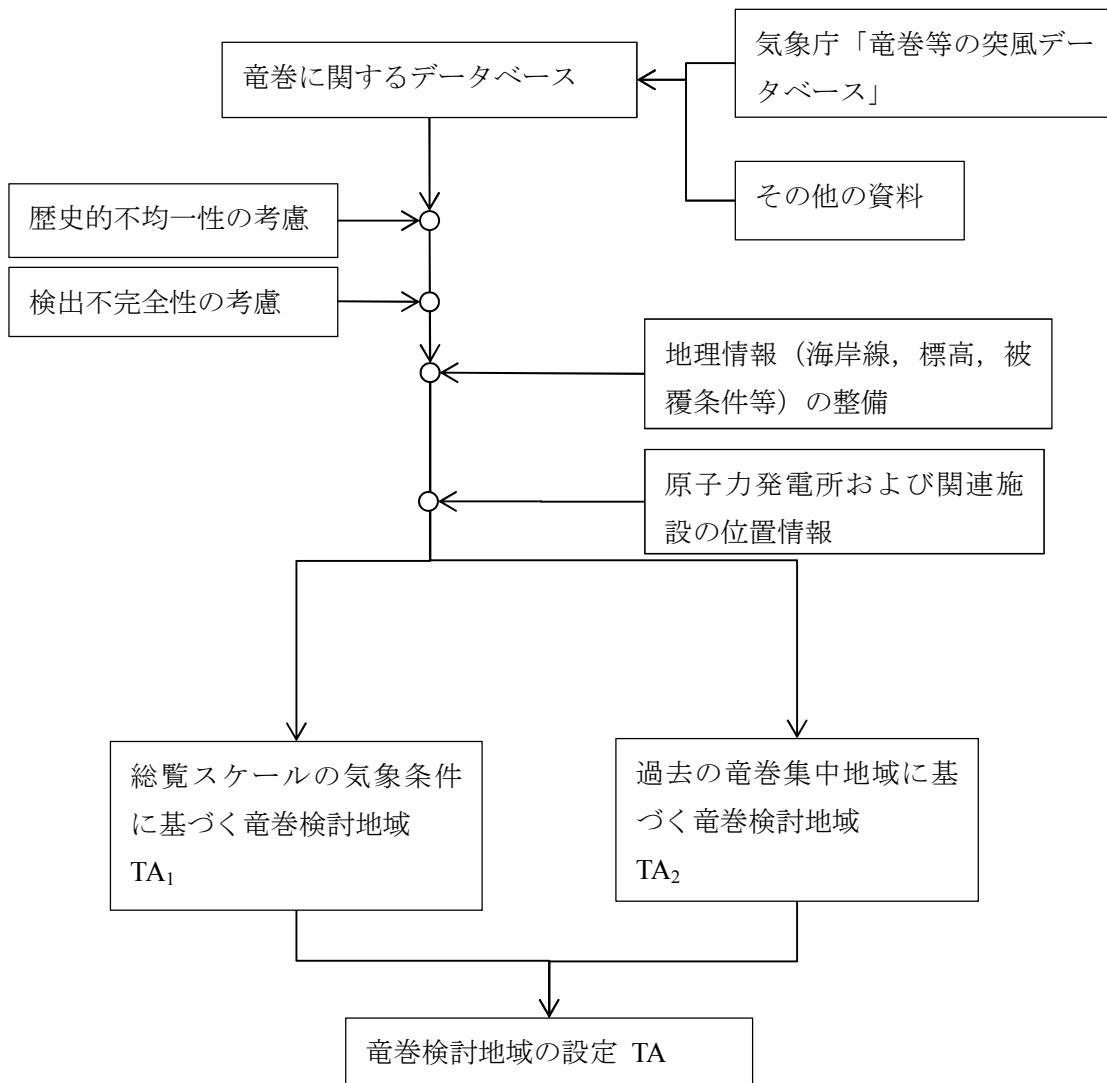 竜巻に関するデータベース
気象庁「竜巻等の突風デー
タベース」
その他の資料
歴史的不均一性の考慮
検出不完全性の考慮
地理情報（海岸線，標高，被
覆条件等）の整備
原子力発電所および関連施
設の位置情報
総覧スケールの気象条件
に基づく竜巻検討地域
TA₁
過去の竜巻集中地域に基
づく竜巻検討地域
TA₂
竜巻検討地域の設定 TA